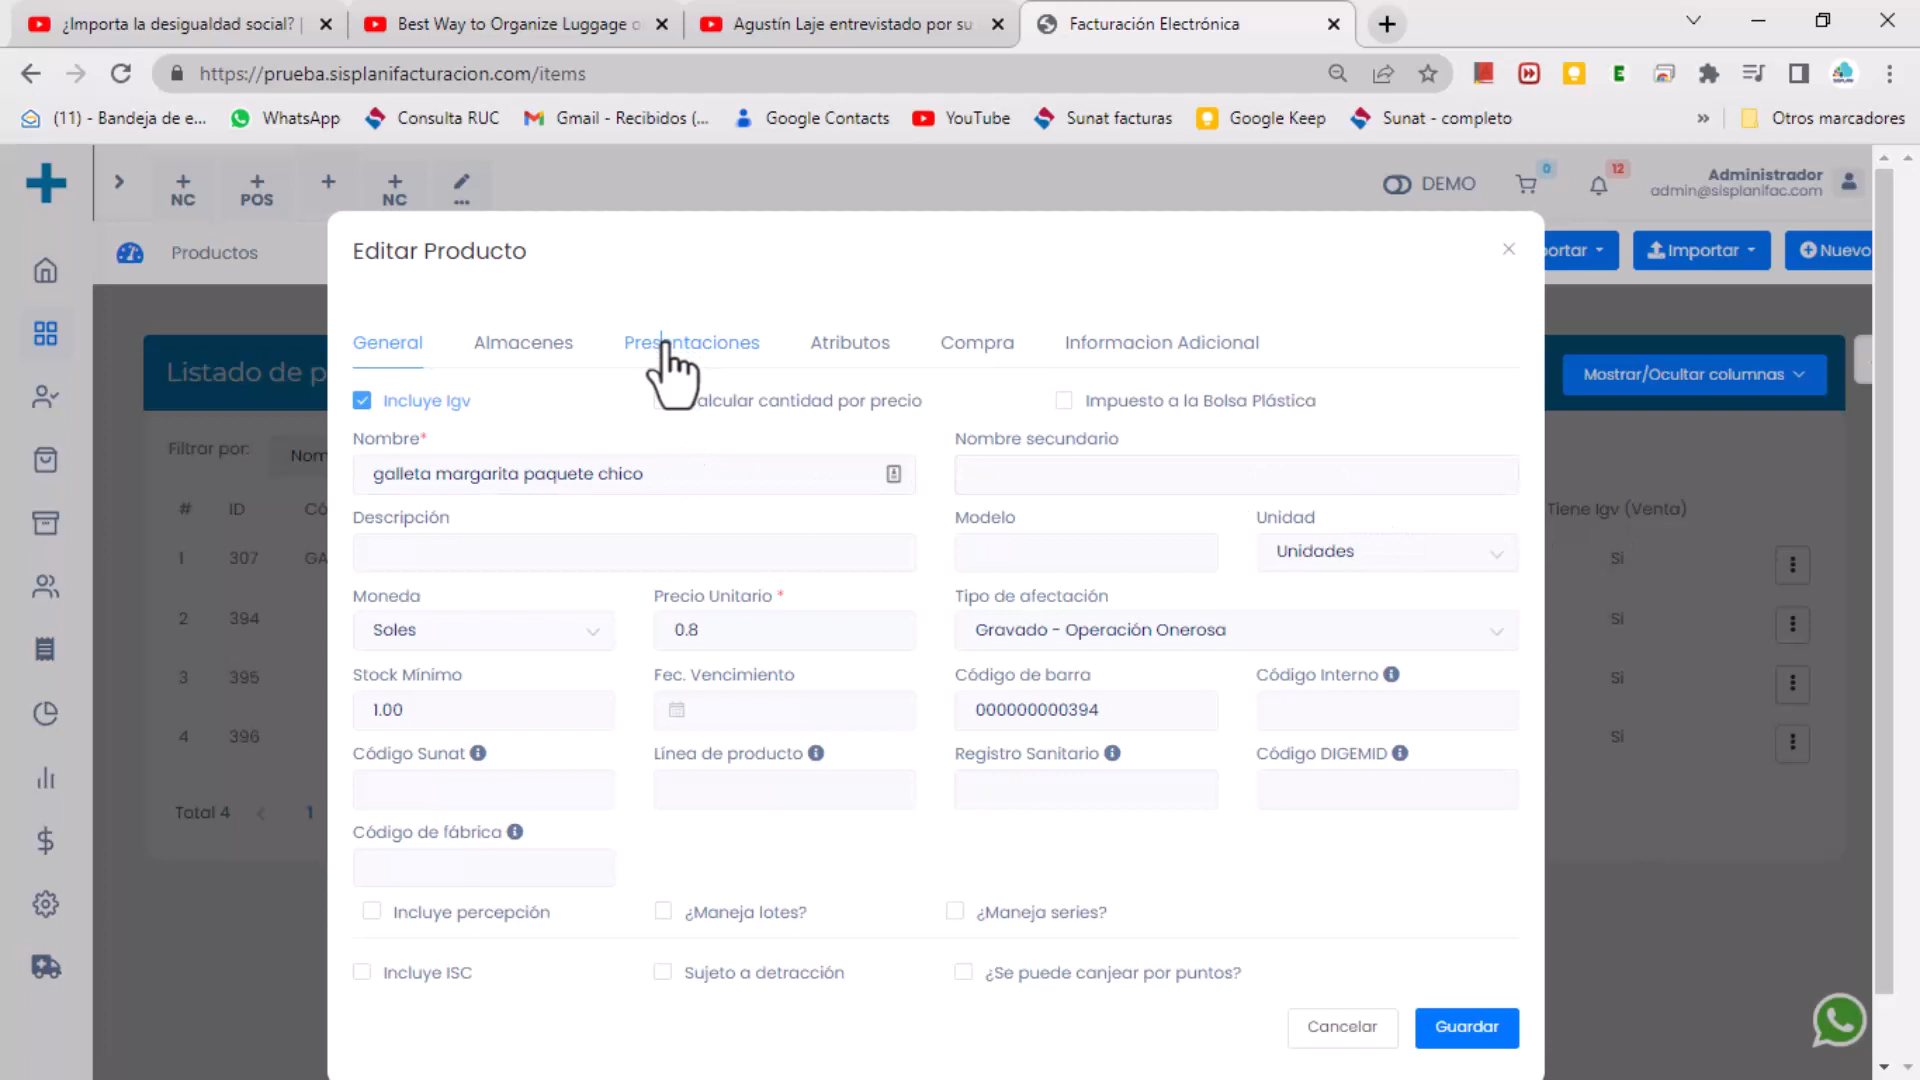 ¿Importa la desigualdad social? |
Best Way to Organize Luggage o
Agustín Laje entrevistado por su
Facturación Electrónica
https://prueba.sisplanifacturacion.com/items
(11) - Bandeja de e...
WhatsApp
Consulta RUC
Gmail - Recibidos (...
Google Contacts
YouTube
Sunat facturas
Google Keep
Sunat - completo
»
Otros marcadores
+ NC
+ POS
+
+ NC
...
DEMO
0
12
Administrador
admin@sisplanifac.com
Productos
Editar Producto
portar
Importar
Nuevo
General
Almacenes
Presentaciones
Atributos
Compra
Informacion Adicional
Listado de p
Mostrar/Ocultar columnas
Incluye Igv
alcular cantidad por precio
Impuesto a la Bolsa Plástica
Filtrar por:
Nom
Nombre*
Nombre secundario
galleta margarita paquete chico
# ID Có
Tiene Igv (Venta)
Descripción
Modelo
Unidad
Unidades
1 307 GA
Si
Moneda
Precio Unitario *
Tipo de afectación
2 394
Soles
0.8
Gravado - Operación Onerosa
Si
Stock Mínimo
Fec. Vencimiento
Código de barra
Código Interno
3 395
Si
1.00
000000000394
4 396
Si
Código Sunat
Línea de producto
Registro Sanitario
Código DIGEMID
Total 4 < 1
Código de fábrica
Incluye percepción
¿Maneja lotes?
¿Maneja series?
Incluye ISC
Sujeto a detracción
¿Se puede canjear por puntos?
Cancelar
Guardar